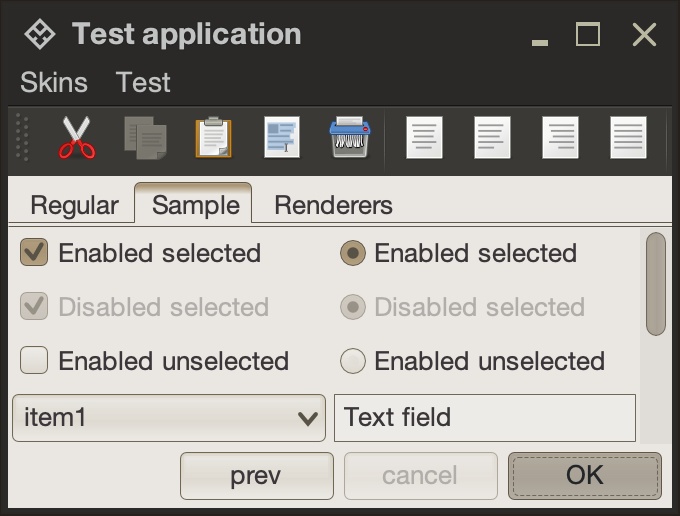 Test application
Skins Test
Regular Sample Renderers
Enabled selected Enabled selected
Disabled selected Disabled selected
Enabled unselected Enabled unselected
item1 Text field
prev cancel OK